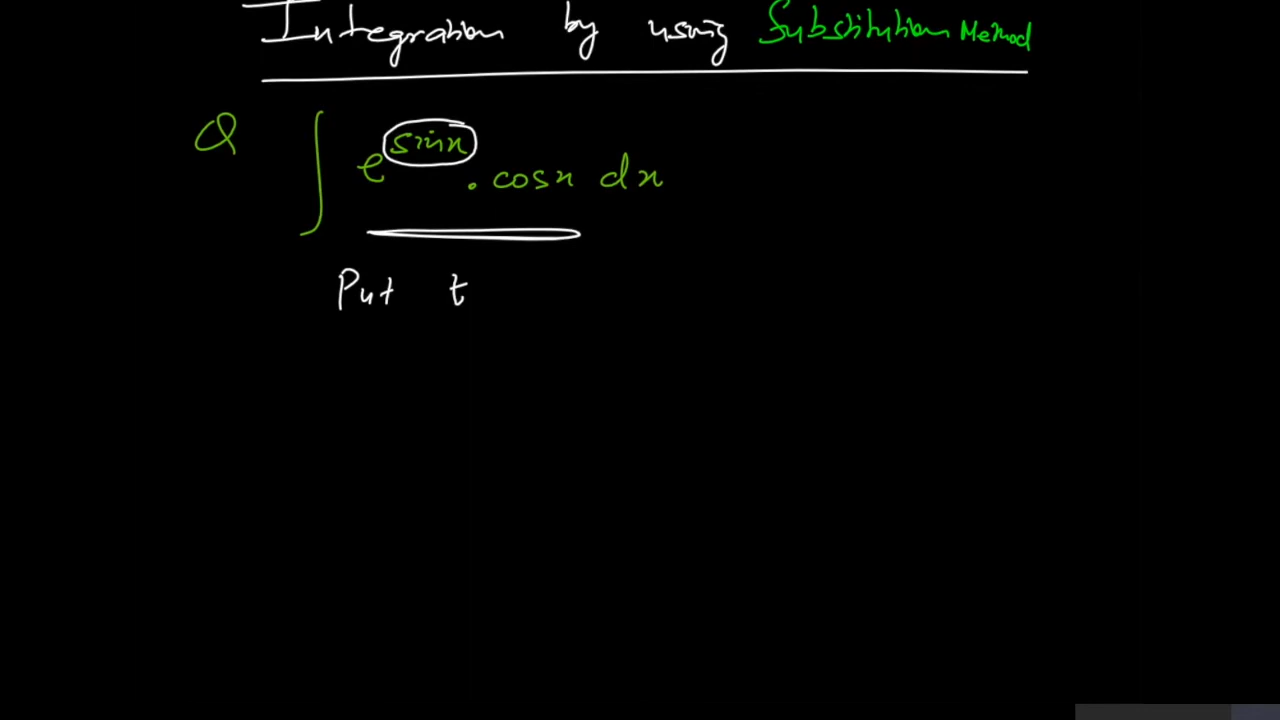 Integration by using Substitution Method
Q ∫ e^sinx . cosx dx
Put t